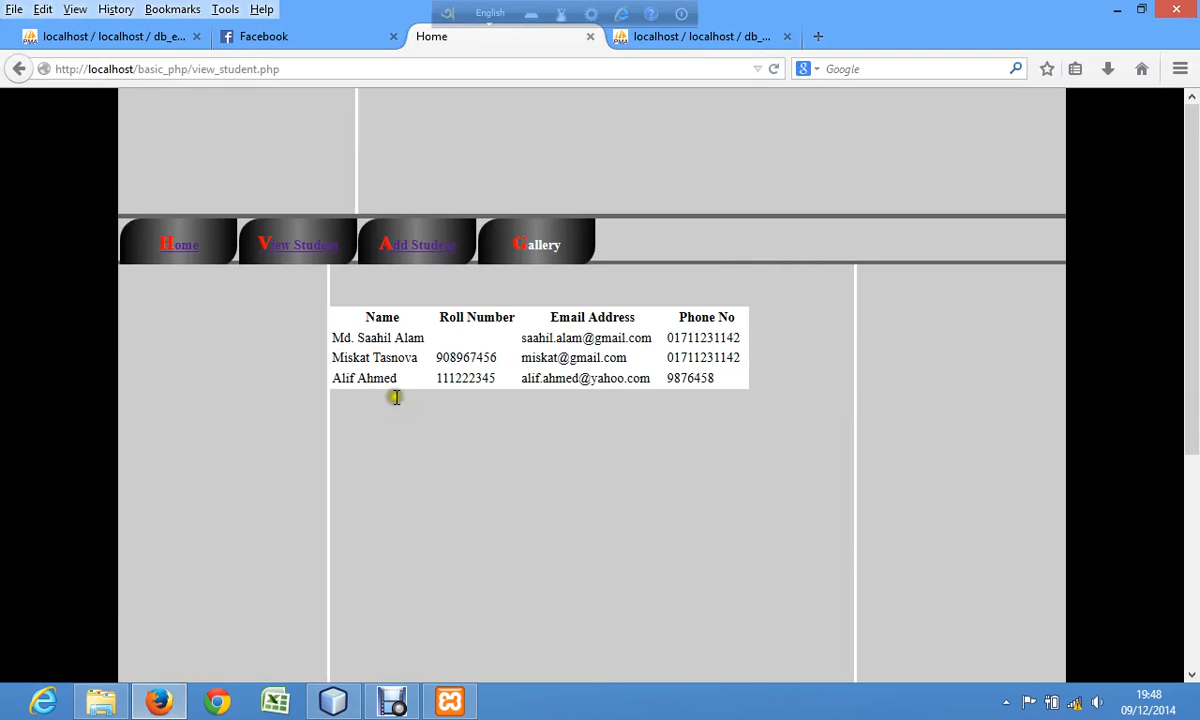 File Edit View History Bookmarks Tools Help
English
localhost / localhost / db_e...
Facebook
Home
localhost / localhost / db_...
http://localhost/basic_php/view_student.php
Google
Home View Student Add Student Gallery
Name Roll Number Email Address Phone No
Md. Saahil Alam saahil.alam@gmail.com 01711231142
Miskat Tasnova 908967456 miskat@gmail.com 01711231142
Alif Ahmed 111222345 alif.ahmed@yahoo.com 9876458
19:48
09/12/2014